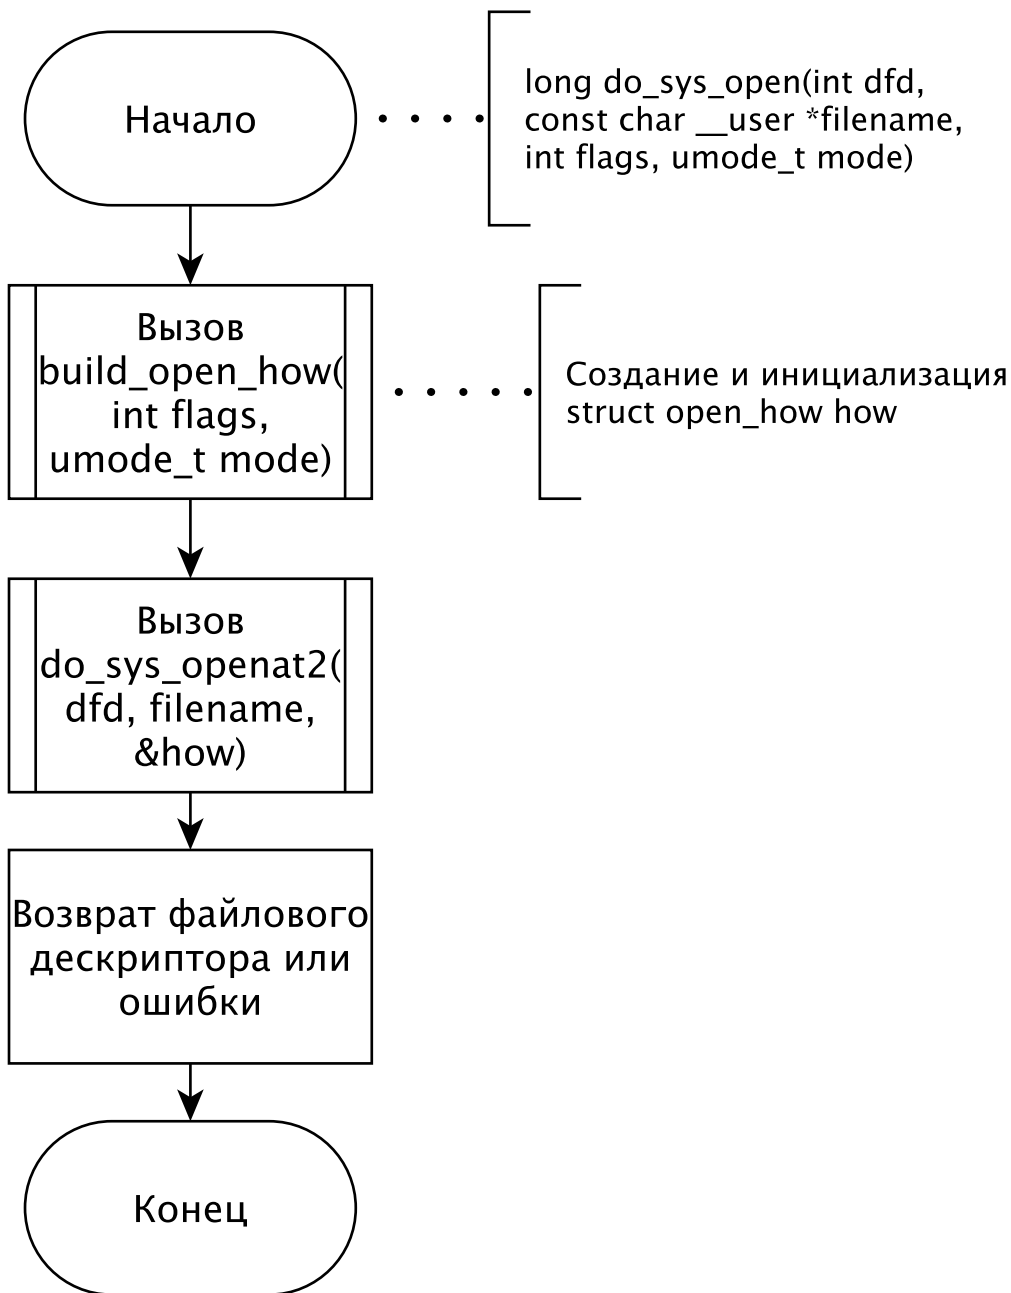 Начало
long do_sys_open(int dfd,
const char __user *filename,
int flags, umode_t mode)
Вызов
build_open_how(
int flags,
umode_t mode)
Создание и инициализация
struct open_how how
Вызов
do_sys_openat2(
dfd, filename,
&how)
Возврат файлового
дескриптора или
ошибки
Конец